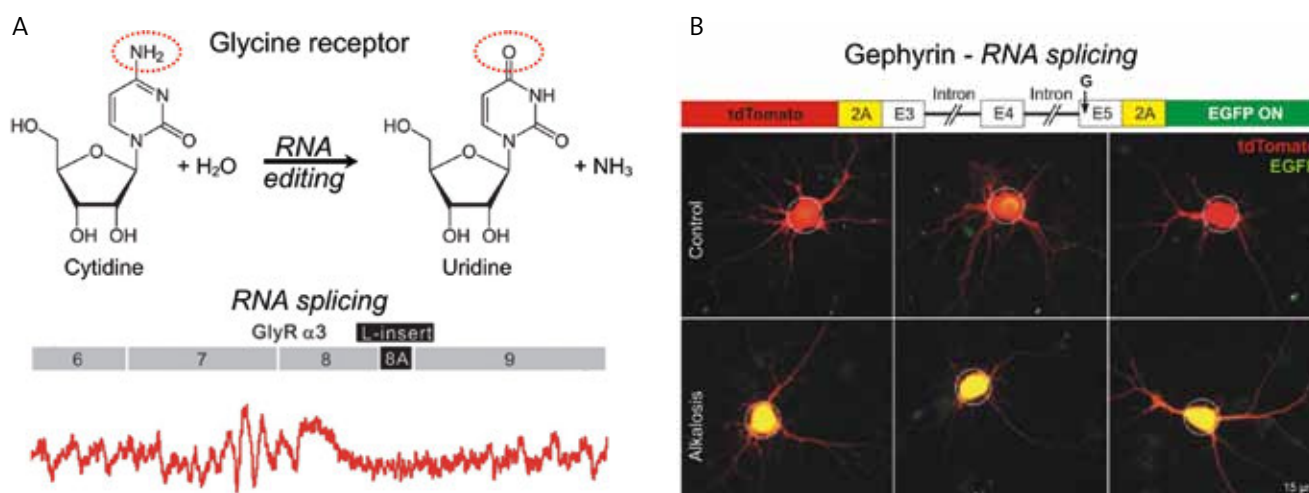 A
Glycine receptor
NH₂
N
N
O
HO
O
OH OH
Cytidine
+ H₂O
RNA
editing
O
NH
N
O
HO
O
OH OH
Uridine
+ NH₃
RNA splicing
GlyR α3 L-insert
6 7 8 8A 9
B
Gephyrin - RNA splicing
G
Intron Intron
tdTomato 2A E3 E4 E5 2A EGFP ON
tdTomato
EGF
Control
Alkalosis
15 µ